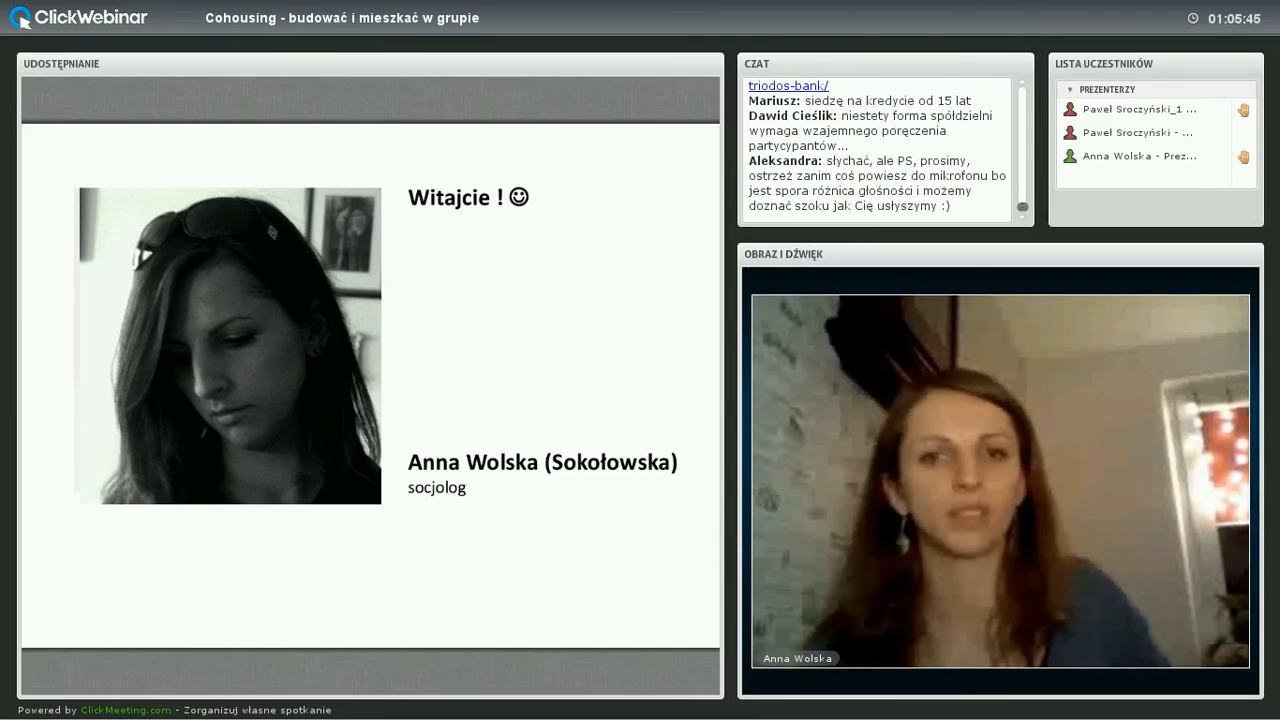 ClickWebinar
Cohousing - budować i mieszkać w grupie
01:05:45
UDOSTĘPNIANIE
Witajcie ! ☺
Anna Wolska (Sokołowska)
socjolog
CZAT
triodos-bank/
Mariusz: siedzę na kredycie od 15 lat
Dawid Cieślik: niestety forma spółdzielni
wymaga wzajemnego poręczenia
partycypantów...
Aleksandra: słychać, ale PS, prosimy,
ostrzeż zanim coś powiesz do mikrofonu bo
jest spora różnica głośności i możemy
doznać szoku jak Cię usłyszymy :)
LISTA UCZESTNIKÓW
PREZENTERZY
Paweł Sroczyński_1 ...
Paweł Sroczyński - ...
Anna Wolska - Prez...
OBRAZ I DŹWIĘK
Anna Wolska
Powered by ClickMeeting.com - Zorganizuj własne spotkanie